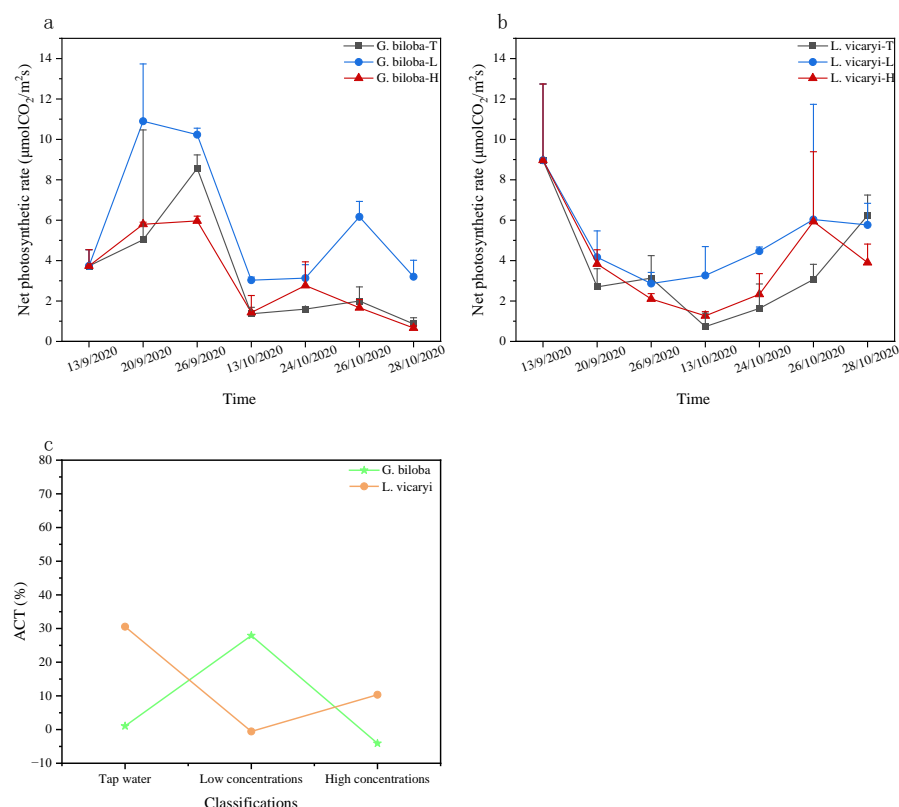 a
G. biloba-T
G. biloba-L
G. biloba-H
Net photosynthetic rate (μmolCO₂/m²s)
14
12
10
8
6
4
2
0
13/9/2020
20/9/2020
26/9/2020
13/10/2020
24/10/2020
26/10/2020
28/10/2020
Time
b
L. vicaryi-T
L. vicaryi-L
L. vicaryi-H
Net photosynthetic rate (μmolCO₂/m²s)
14
12
10
8
6
4
2
0
13/9/2020
20/9/2020
26/9/2020
13/10/2020
24/10/2020
26/10/2020
28/10/2020
Time
c
G. biloba
L. vicaryi
ACT (%)
80
70
60
50
40
30
20
10
0
−10
Tap water
Low concentrations
High concentrations
Classifications